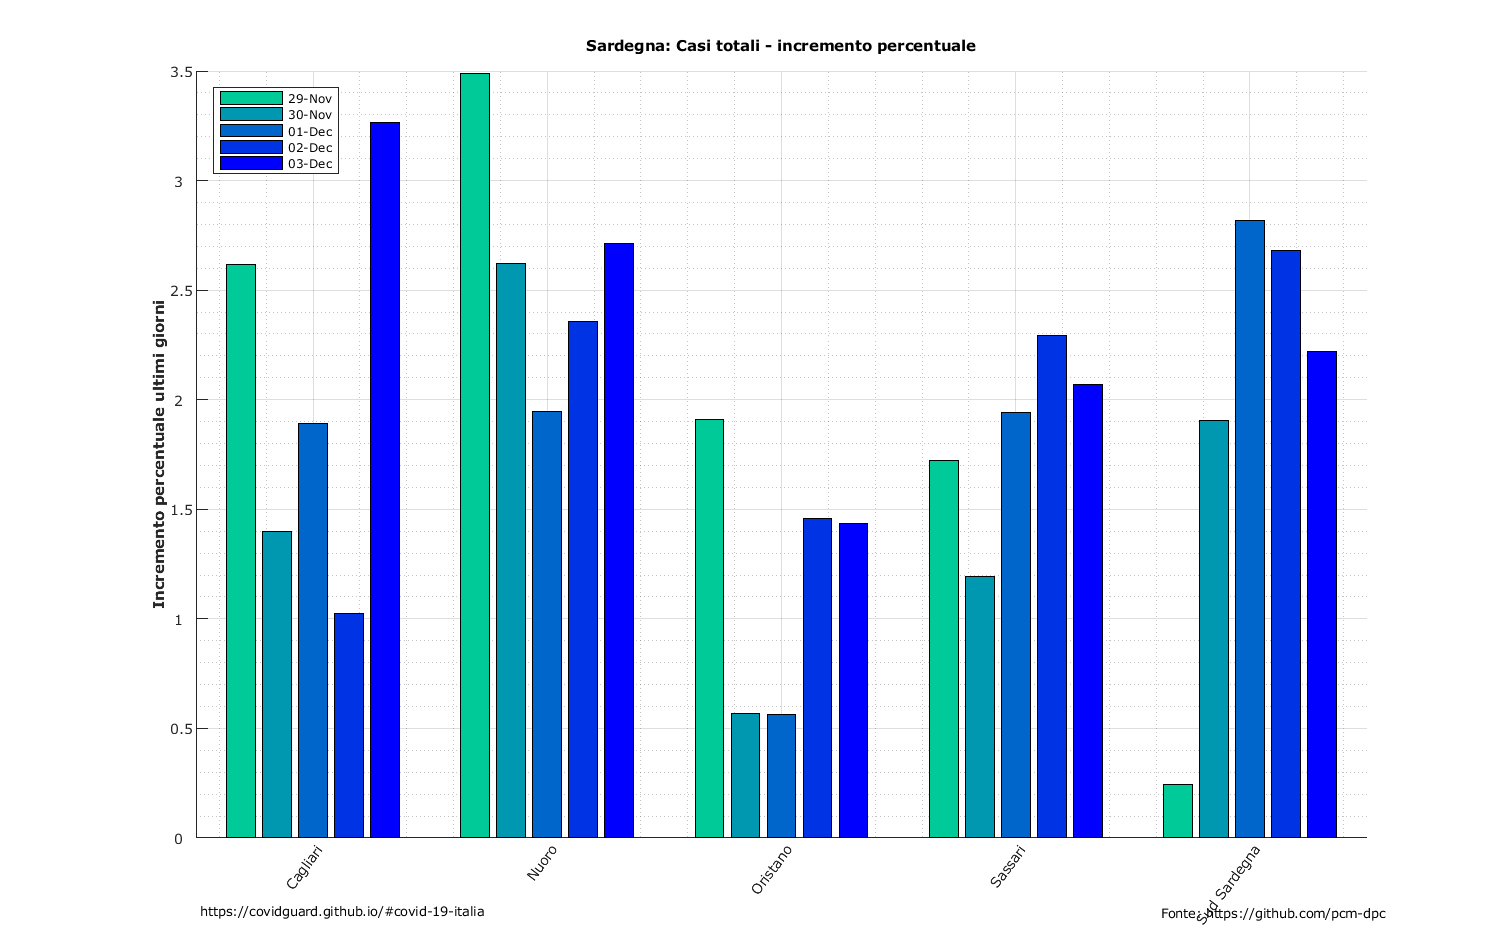 Sardegna: Casi totali - incremento percentuale
Incremento percentuale ultimi giorni
3.5
3
2.5
2
1.5
1
0.5
0
29-Nov
30-Nov
01-Dec
02-Dec
03-Dec
Cagliari
Nuoro
Oristano
Sassari
Sud Sardegna
https://covidguard.github.io/#covid-19-italia
Fonte: https://github.com/pcm-dpc